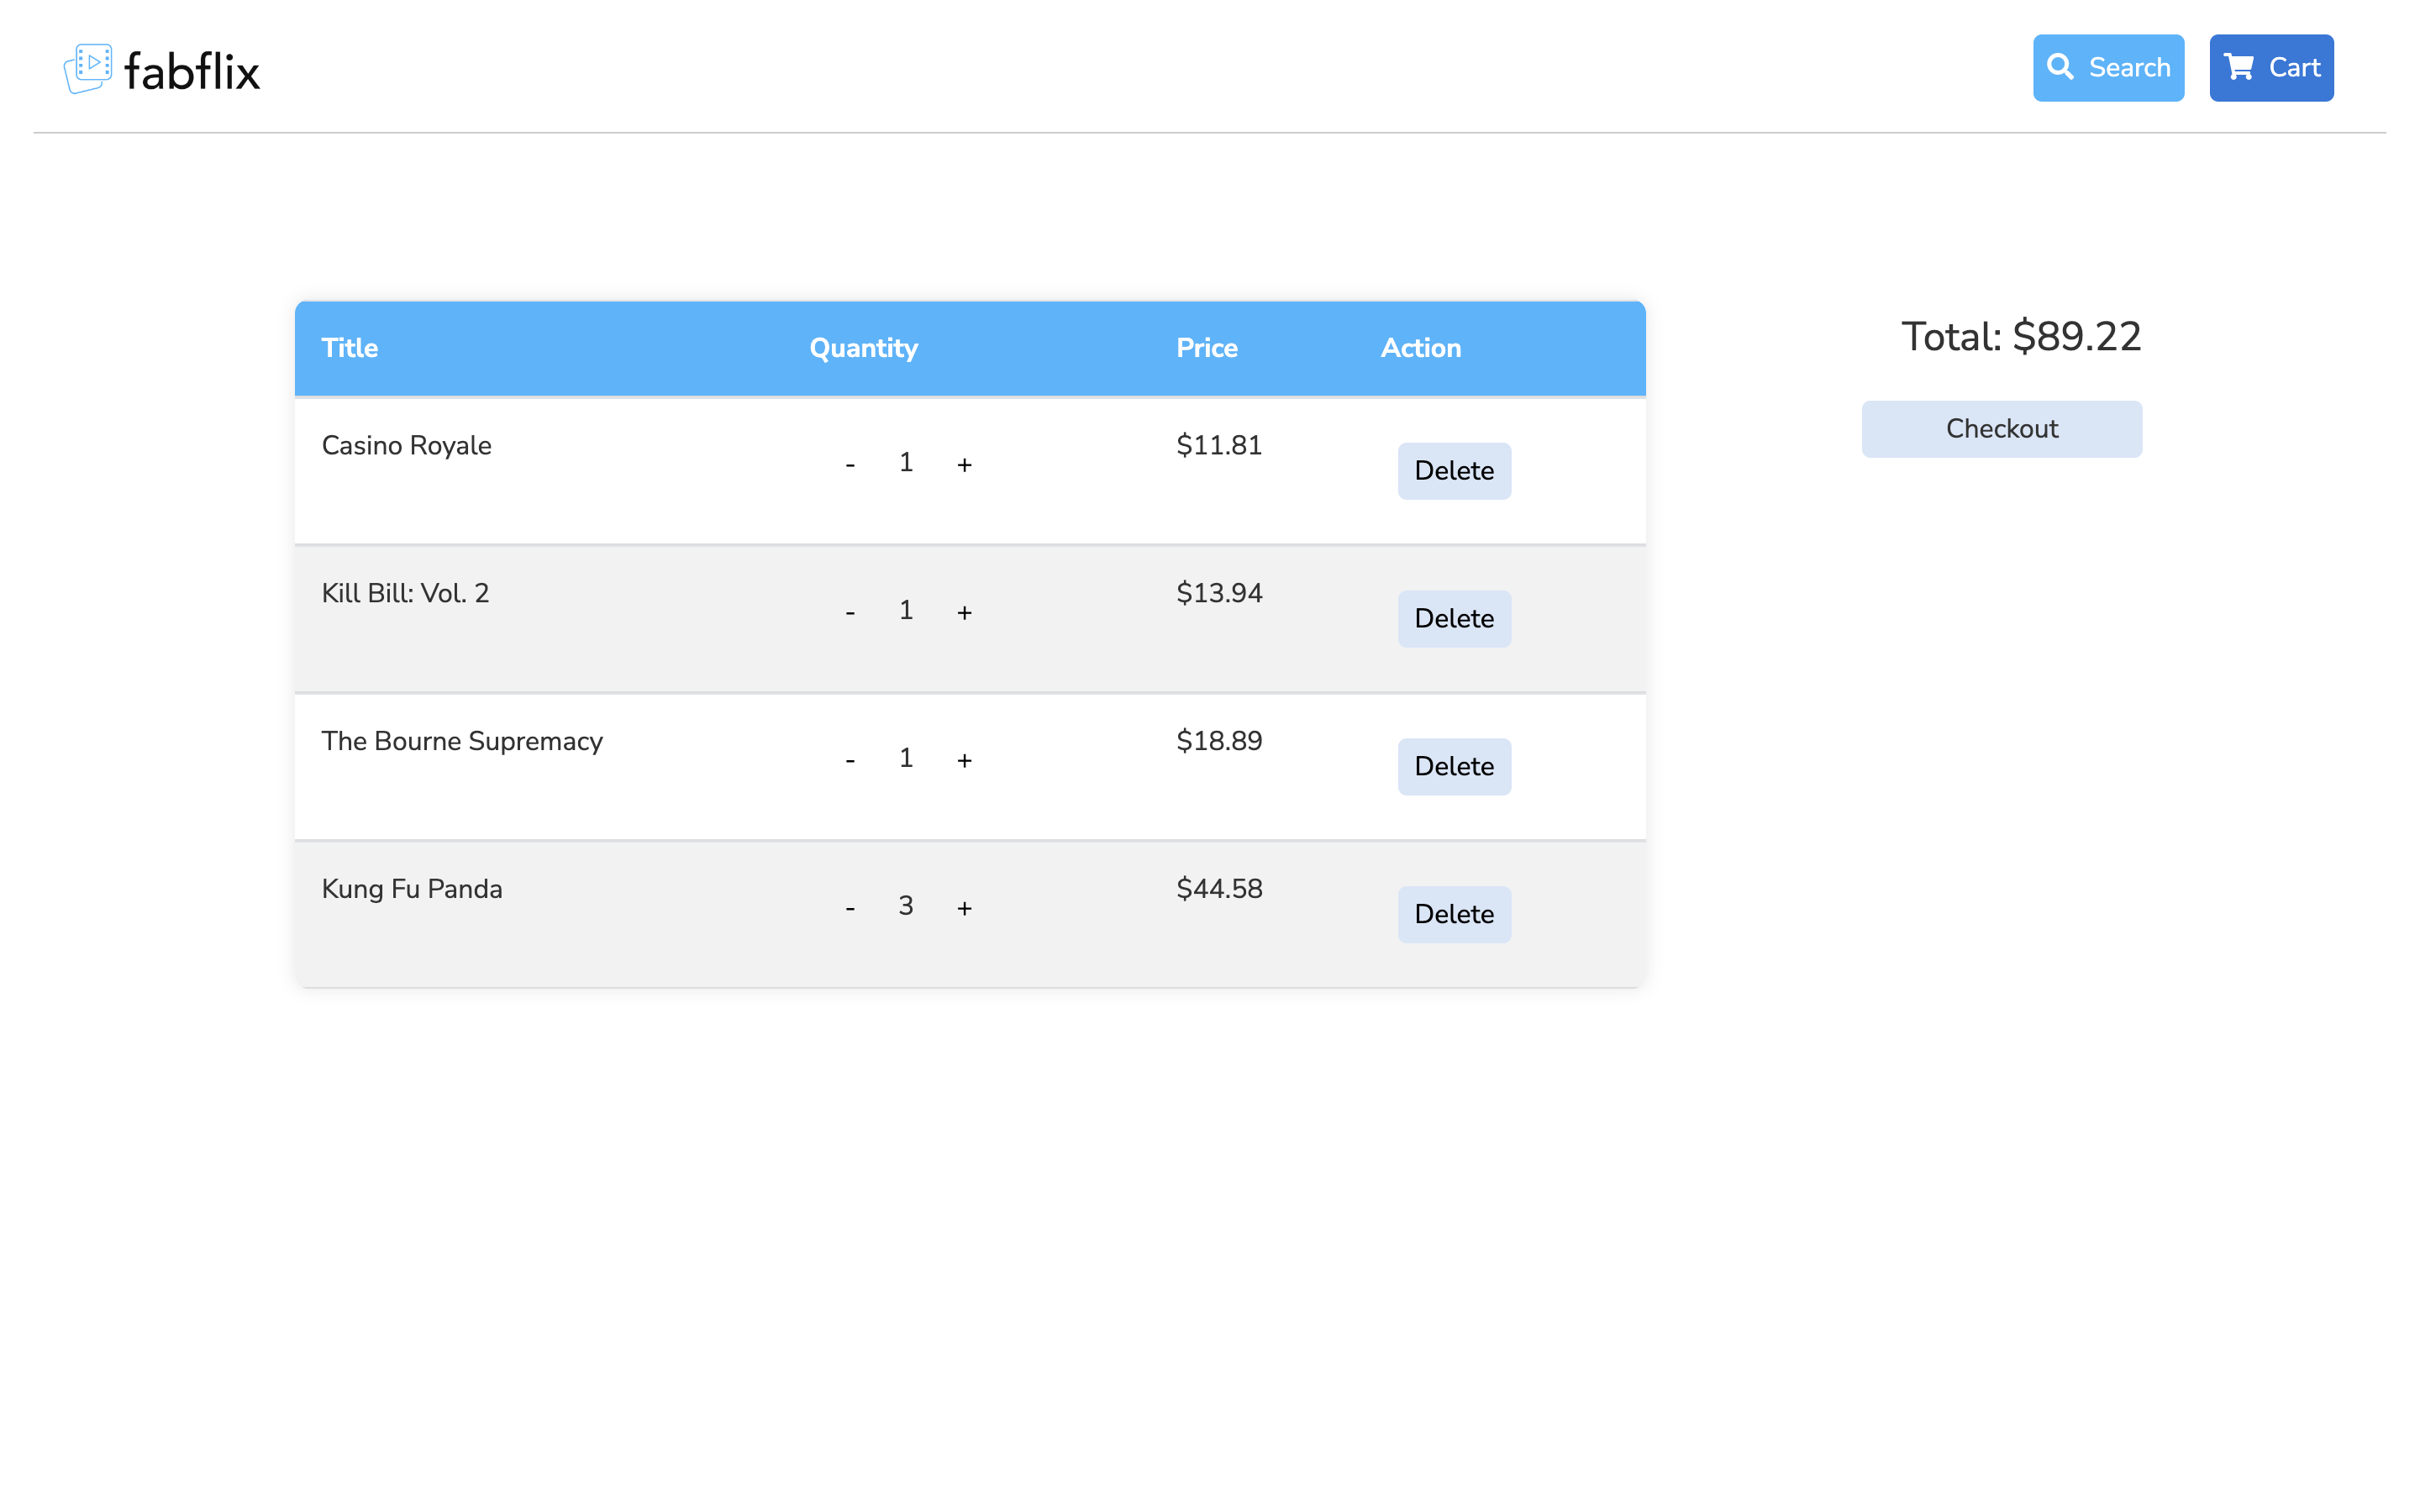 fabflix
Search Cart
Title Quantity Price Action
Casino Royale - 1 + $11.81 Delete
Kill Bill: Vol. 2 - 1 + $13.94 Delete
The Bourne Supremacy - 1 + $18.89 Delete
Kung Fu Panda - 3 + $44.58 Delete
Total: $89.22
Checkout